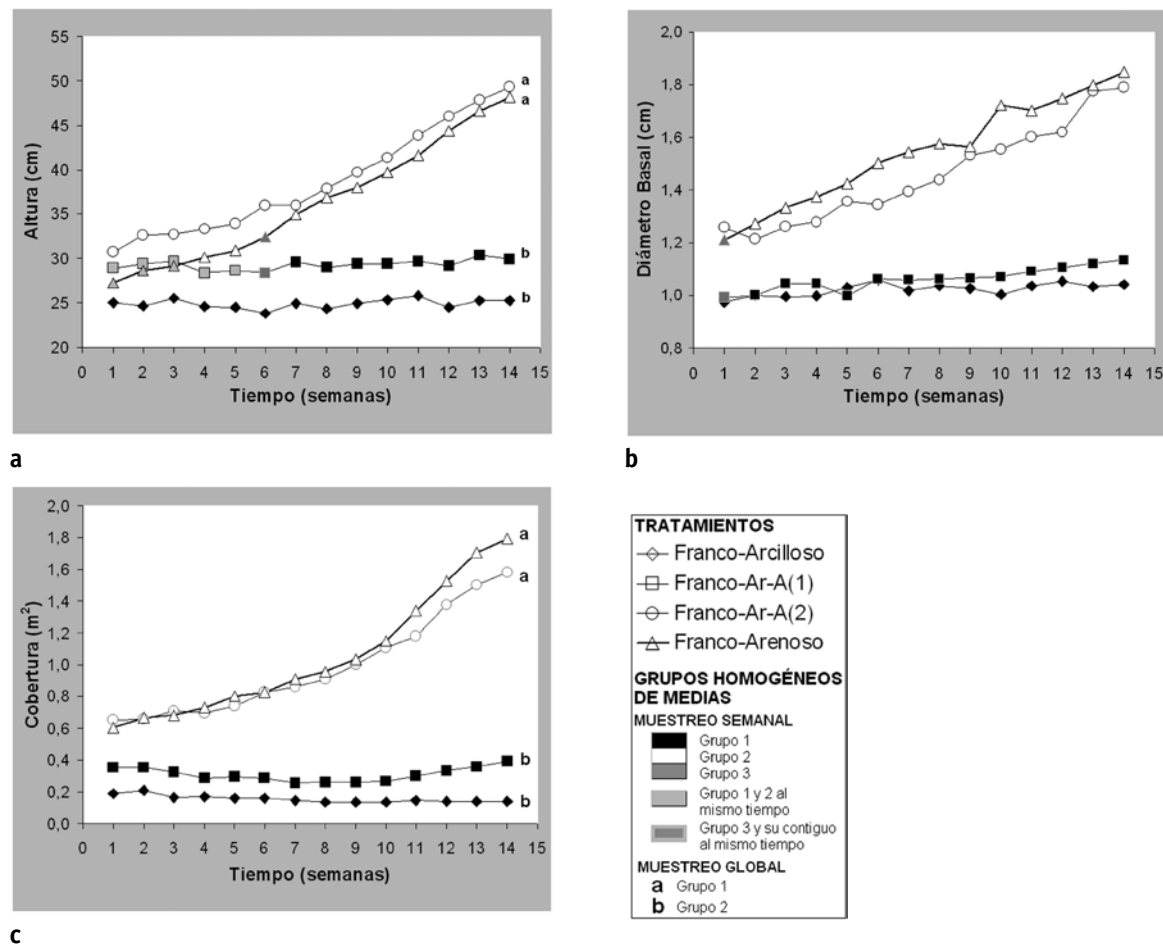 55
50
45
40
35
30
25
20
Altura (cm)
a
a
b
b
0 1 2 3 4 5 6 7 8 9 10 11 12 13 14 15
Tiempo (semanas)
a
2,0
1,8
1,6
1,4
1,2
1,0
0,8
Diámetro Basal (cm)
0 1 2 3 4 5 6 7 8 9 10 11 12 13 14 15
Tiempo (semanas)
b
2,0
1,8
1,6
1,4
1,2
1,0
0,8
0,6
0,4
0,2
0,0
Cobertura (m²)
a
a
b
b
0 1 2 3 4 5 6 7 8 9 10 11 12 13 14 15
Tiempo (semanas)
c
TRATAMIENTOS
Franco-Arcilloso
Franco-Ar-A(1)
Franco-Ar-A(2)
Franco-Arenoso
GRUPOS HOMOGÉNEOS
DE MEDIAS
MUESTREO SEMANAL
Grupo 1
Grupo 2
Grupo 3
Grupo 1 y 2 al
mismo tiempo
Grupo 3 y su contiguo
al mismo tiempo
MUESTREO GLOBAL
a Grupo 1
b Grupo 2